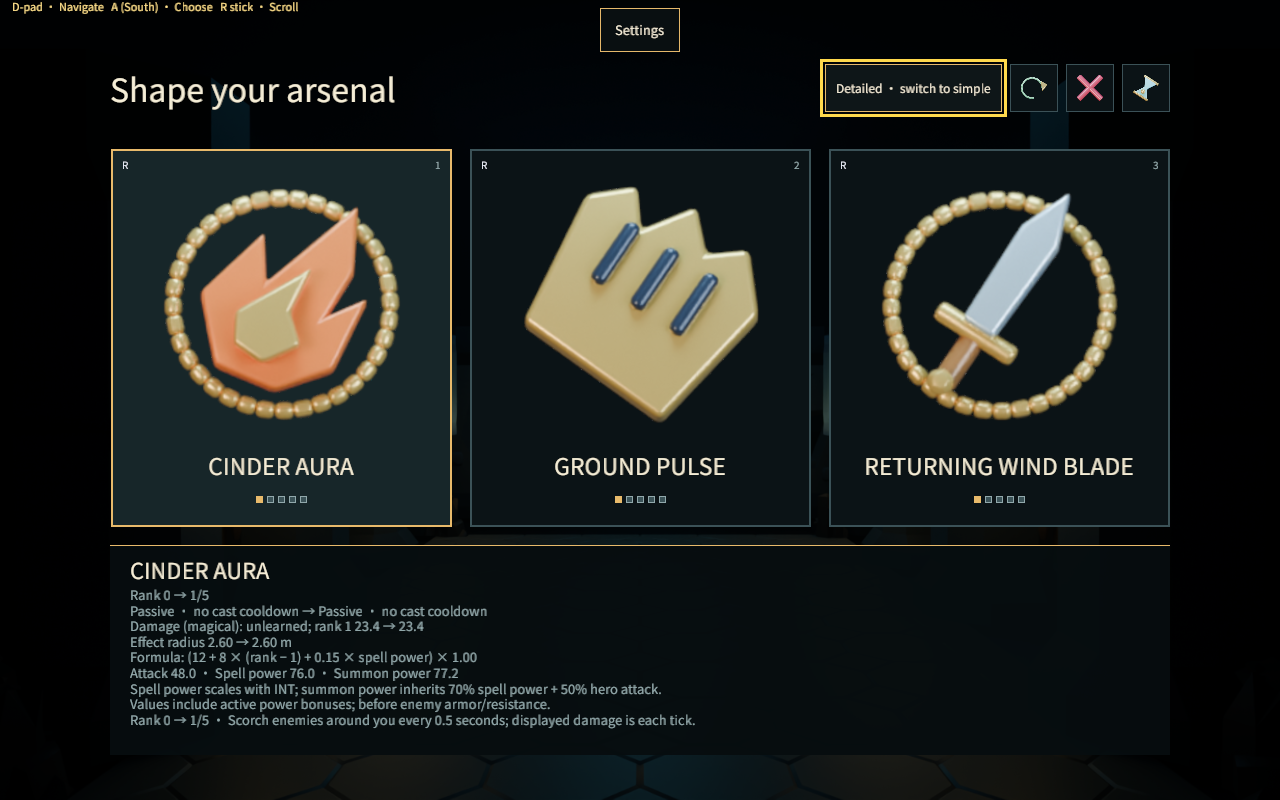 D-pad • Navigate A (South) • Choose R stick • Scroll
Settings
Shape your arsenal
Detailed • switch to simple
R 1
R 2
R 3
CINDER AURA
GROUND PULSE
RETURNING WIND BLADE
CINDER AURA
Rank 0 → 1/5
Passive • no cast cooldown → Passive • no cast cooldown
Damage (magical): unlearned; rank 1 23.4 → 23.4
Effect radius 2.60 → 2.60 m
Formula: (12 + 8 × (rank − 1) + 0.15 × spell power) × 1.00
Attack 48.0 • Spell power 76.0 • Summon power 77.2
Spell power scales with INT; summon power inherits 70% spell power + 50% hero attack.
Values include active power bonuses; before enemy armor/resistance.
Rank 0 → 1/5 • Scorch enemies around you every 0.5 seconds; displayed damage is each tick.